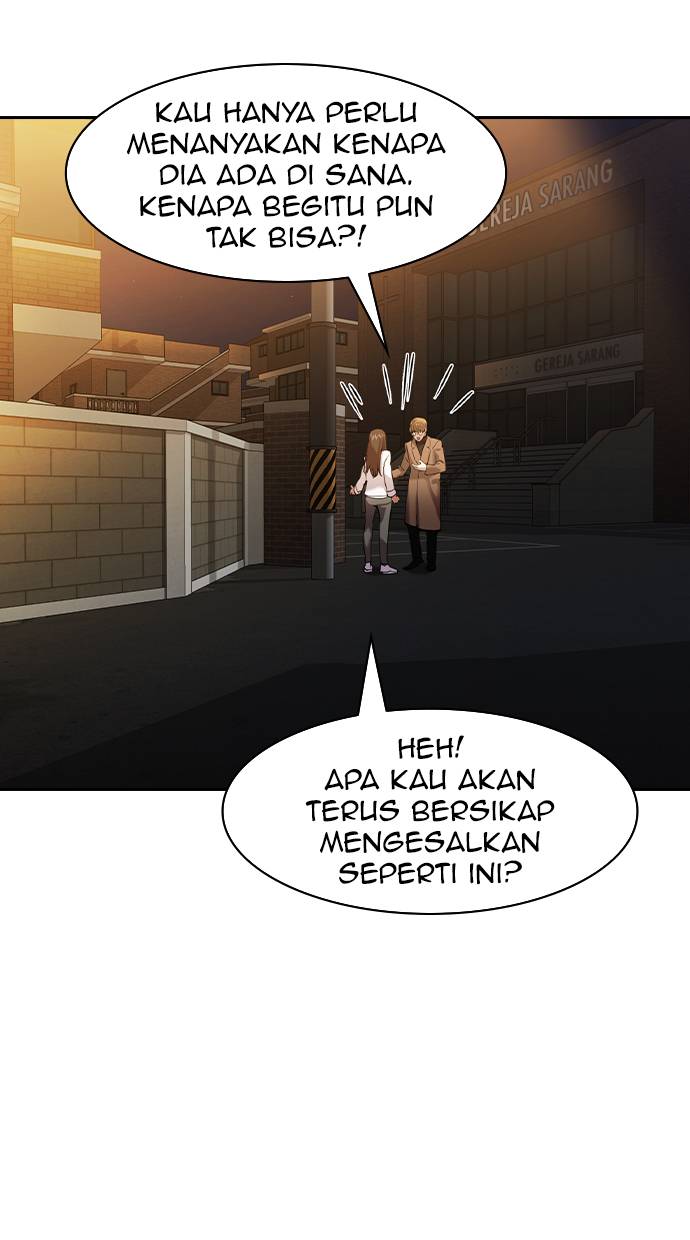 KAU HANYA PERLU
MENANYAKAN KENAPA
DIA ADA DI SANA.
KENAPA BEGITU PUN
TAK BISA?!
GEREJA SARANG
GEREJA SARANG
HEH!
APA KAU AKAN
TERUS BERSIKAP
MENGESALKAN
SEPERTI INI?